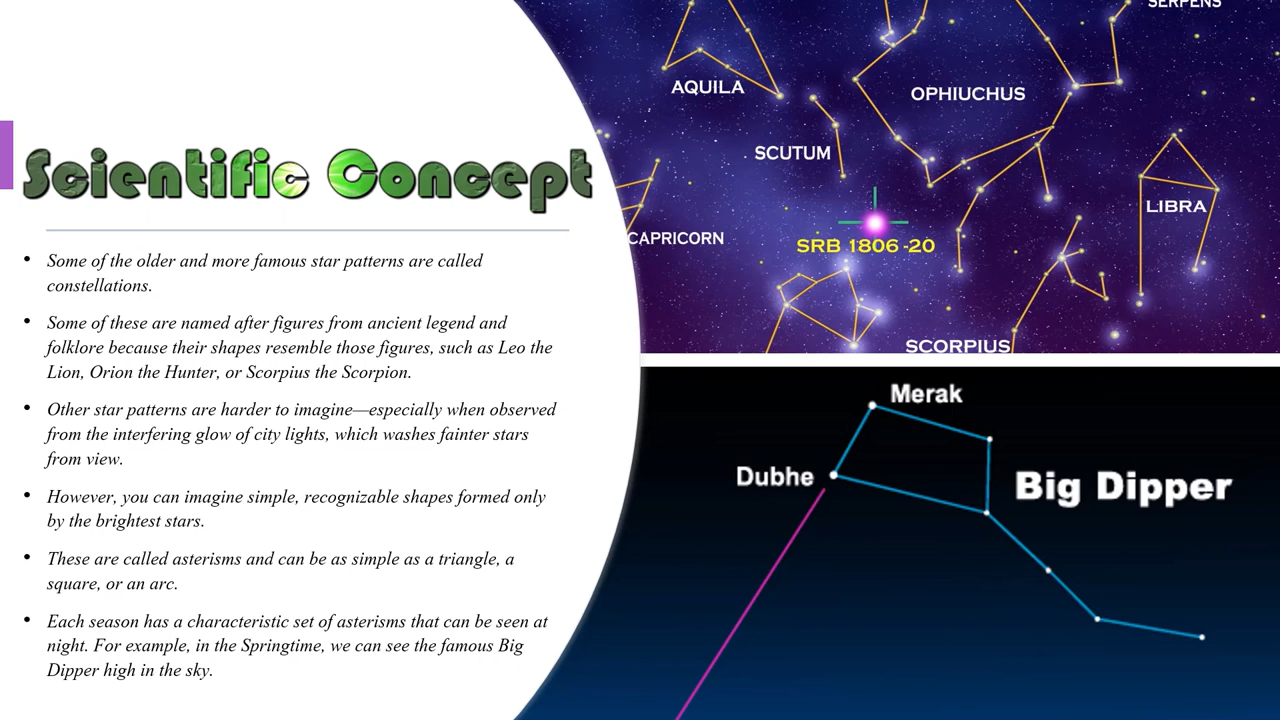 Scientific Concept
• Some of the older and more famous star patterns are called
constellations.
• Some of these are named after figures from ancient legend and
folklore because their shapes resemble those figures, such as Leo the
Lion, Orion the Hunter, or Scorpius the Scorpion.
• Other star patterns are harder to imagine—especially when observed
from the interfering glow of city lights, which washes fainter stars
from view.
• However, you can imagine simple, recognizable shapes formed only
by the brightest stars.
• These are called asterisms and can be as simple as a triangle, a
square, or an arc.
• Each season has a characteristic set of asterisms that can be seen at
night. For example, in the Springtime, we can see the famous Big
Dipper high in the sky.
SERPENS
AQUILA
OPHIUCHUS
SCUTUM
LIBRA
CAPRICORN
SRB 1806-20
SCORPIUS
Merak
Dubhe
Big Dipper